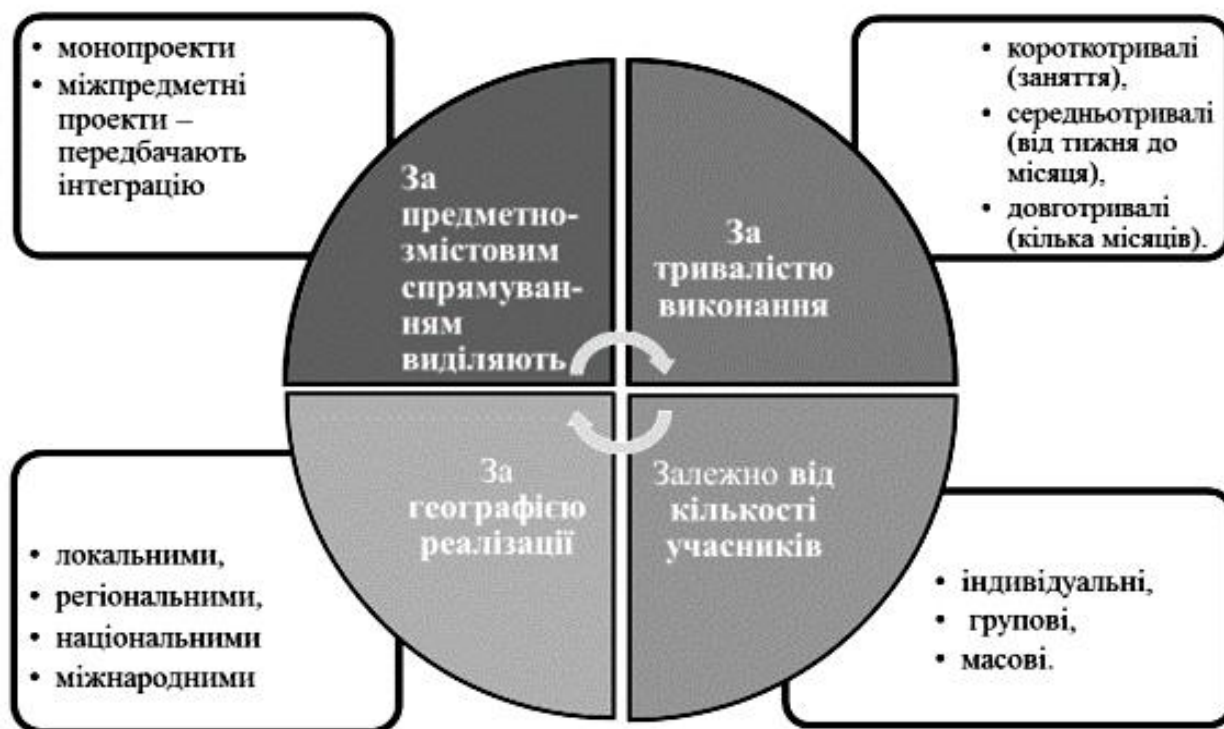 • монопроекти
• міжпредметні
проекти –
передбачають
інтеграцію
• короткотривалі
(заняття),
• середньотривалі
(від тижня до
місяця),
• довготривалі
(кілька місяців).
За
предметно-
змістовим
спрямуван-
ням
виділяють
За
тривалістю
виконання
За
географією
реалізації
Залежно від
кількості
учасників
• локальними,
• регіональними,
• національними
• міжнародними
• індивідуальні,
• групові,
• масові.